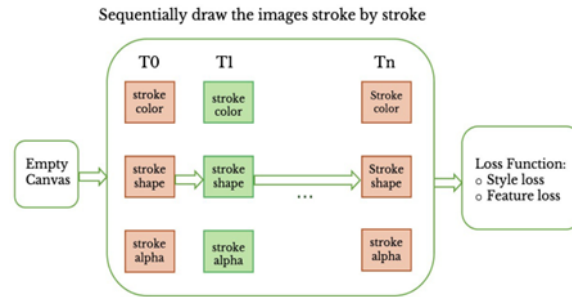 Sequentially draw the images stroke by stroke
T0
T1
Tn
stroke
color
stroke
color
Stroke
color
Empty
Canvas
stroke
shape
stroke
shape
...
Stroke
shape
Loss Function:
○ Style loss
○ Feature loss
stroke
alpha
stroke
alpha
stroke
alpha